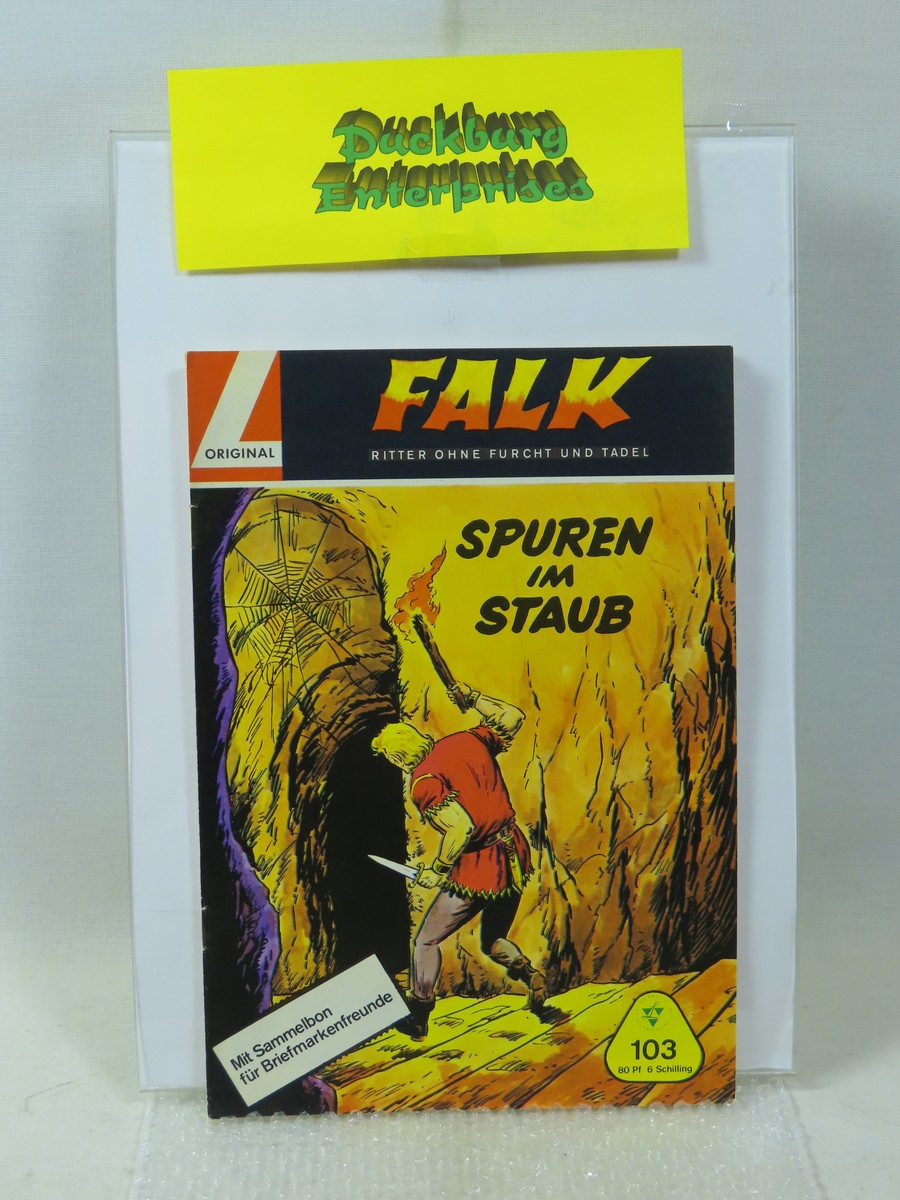 Duckburg
Enterprises
ORIGINAL
FALK
RITTER OHNE FURCHT UND TADEL
SPUREN
IM
STAUB
Mit Sammelbon
für Briefmarkenfreunde
103
80 Pf 6 Schilling